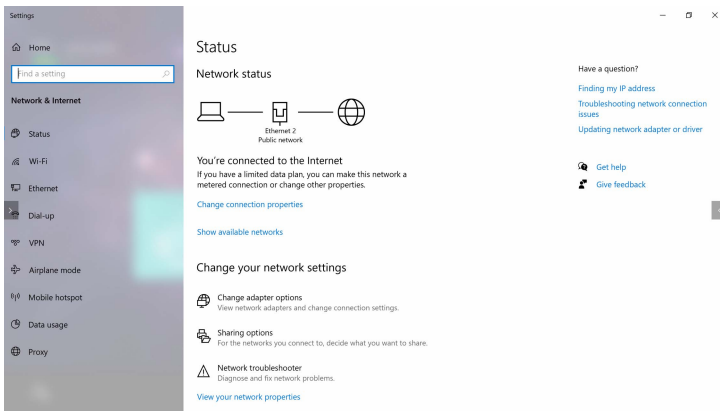 Settings
Home
Find a setting
Network & Internet
Status
Wi-Fi
Ethernet
Dial-up
VPN
Airplane mode
Mobile hotspot
Data usage
Proxy
Status
Network status
Ethernet 2
Public network
You're connected to the Internet
If you have a limited data plan, you can make this network a
metered connection or change other properties.
Change connection properties
Show available networks
Change your network settings
Change adapter options
View network adapters and change connection settings.
Sharing options
For the networks you connect to, decide what you want to share.
Network troubleshooter
Diagnose and fix network problems.
View your network properties
Have a question?
Finding my IP address
Troubleshooting network connection
issues
Updating network adapter or driver
Get help
Give feedback